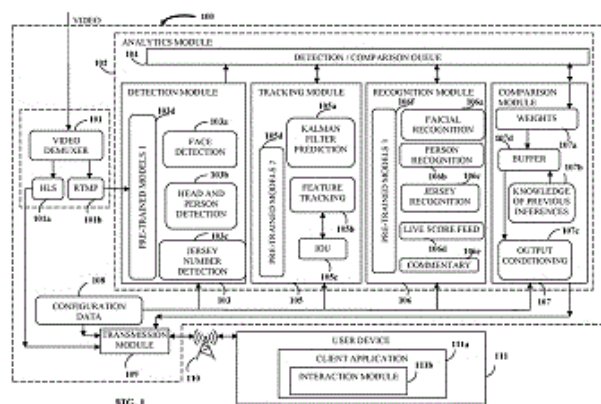 VIDEO
100
ANALYTICS MODULE
102
104
DETECTION / COMPARISON QUEUE
DETECTION MODULE
103d
PRE-TRAINED MODELS 1
103a
FACE DETECTION
103b
HEAD AND PERSON DETECTION
103c
JERSEY NUMBER DETECTION
103
TRACKING MODULE
105d
PRE-TRAINED MODELS 2
105a
KALMAN FILTER PREDICTION
FEATURE TRACKING
105b
IOU
105c
105
RECOGNITION MODULE
106f
PRE-TRAINED MODELS 3
106a
FAICIAL RECOGNITION
PERSON RECOGNITION
106b
106c
JERSEY RECOGNITION
LIVE SCORE FEED
106d
106e
COMMENTARY
106
COMPARISON MODULE
WEIGHTS
107a
107d
BUFFER
107b
KNOWLEDGE OF PREVIOUS INFERENCES
107c
OUTPUT CONDITIONING
107
101
VIDEO DEMUXER
HLS
RTMP
101a
101b
108
CONFIGURATION DATA
TRANSMISSION MODULE
109
110
USER DEVICE
CLIENT APPLICATION
111a
INTERACTION MODULE
111b
111
FIG. 1